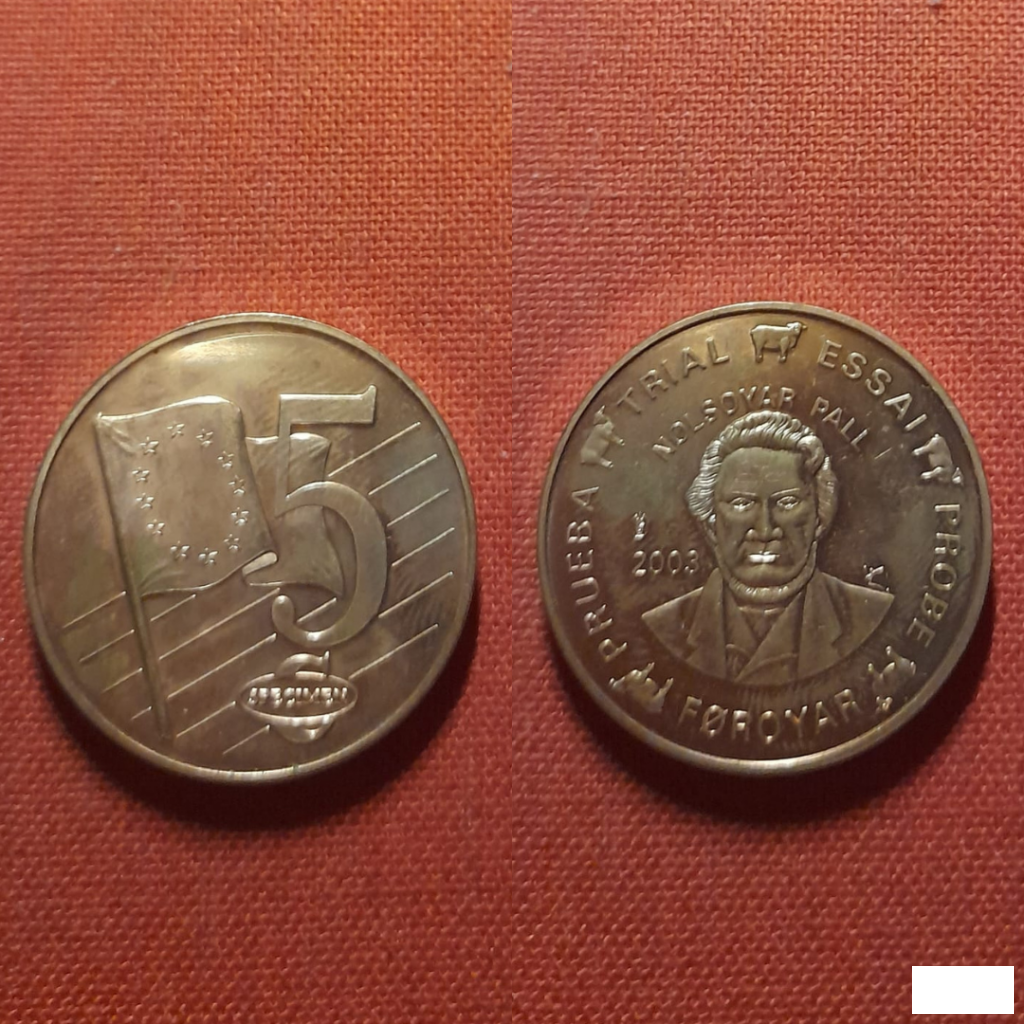 5
SPECIMEN
PRUEBA TRIAL ESSAI PROBE
NOLSOYAR PALL
2003
FØROYAR